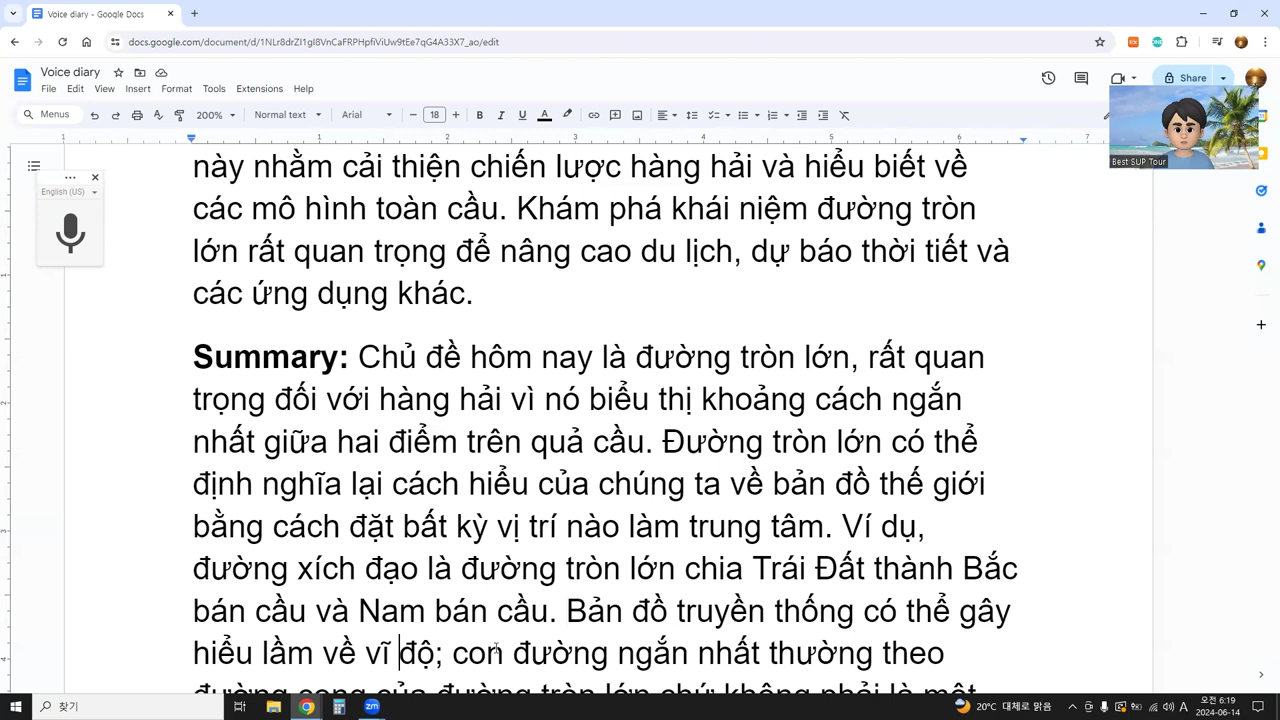 Voice diary - Google Docs
docs.google.com/document/d/1NLr8drZI1gI8VnCaFRPHpfiViUw9tEe7qG4A33X7_ao/edit
Voice diary
File Edit View Insert Format Tools Extensions Help
Share
Menus 200% Normal text Arial 18
Best SUP Tour
1 1 2 3 4 5 6 7
English (US)
này nhằm cải thiện chiến lược hàng hải và hiểu biết về
các mô hình toàn cầu. Khám phá khái niệm đường tròn
lớn rất quan trọng để nâng cao du lịch, dự báo thời tiết và
các ứng dụng khác.
Summary: Chủ đề hôm nay là đường tròn lớn, rất quan
trọng đối với hàng hải vì nó biểu thị khoảng cách ngắn
nhất giữa hai điểm trên quả cầu. Đường tròn lớn có thể
định nghĩa lại cách hiểu của chúng ta về bản đồ thế giới
bằng cách đặt bất kỳ vị trí nào làm trung tâm. Ví dụ,
đường xích đạo là đường tròn lớn chia Trái Đất thành Bắc
bán cầu và Nam bán cầu. Bản đồ truyền thống có thể gây
hiểu lầm về vĩ độ; con đường ngắn nhất thường theo
đường cong của đường tròn lớn chứ không phải là một
찾기
20°C 대체로 맑음
A
오전 6:19
2024-06-14